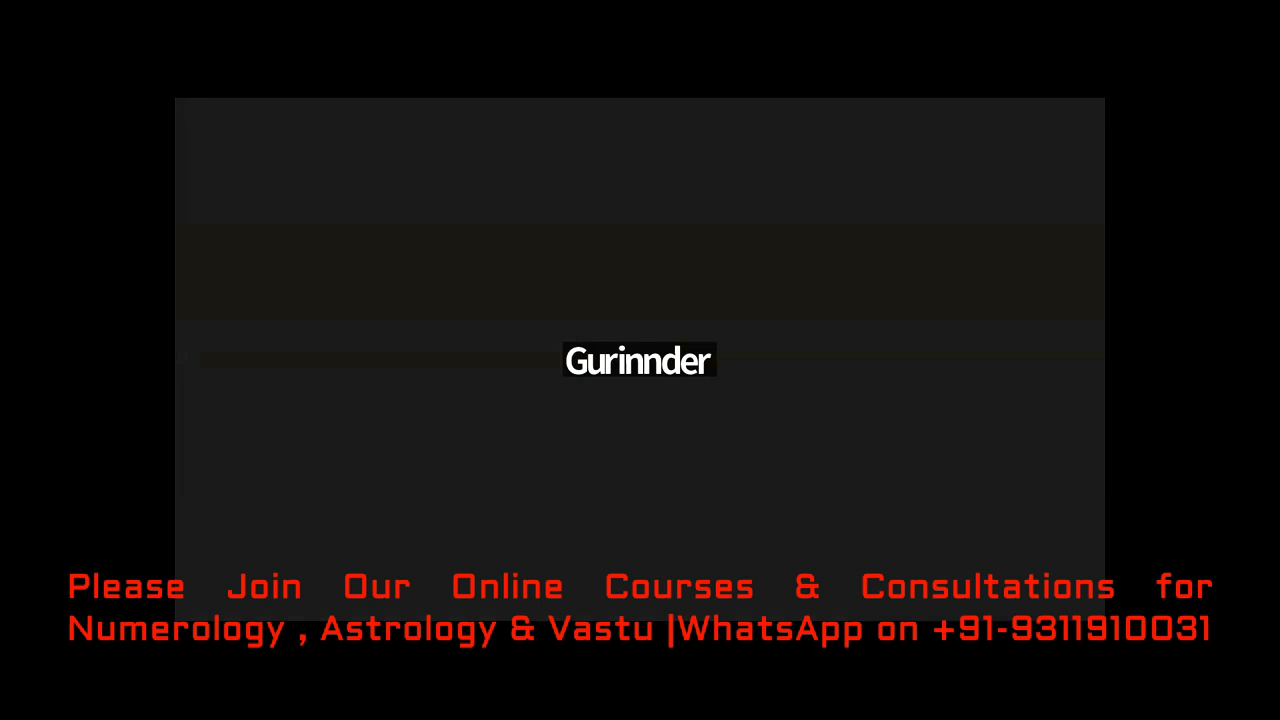 Gurinnder
Please Join Our Online Courses & Consultations for
Numerology , Astrology & Vastu |WhatsApp on +91-9311910031